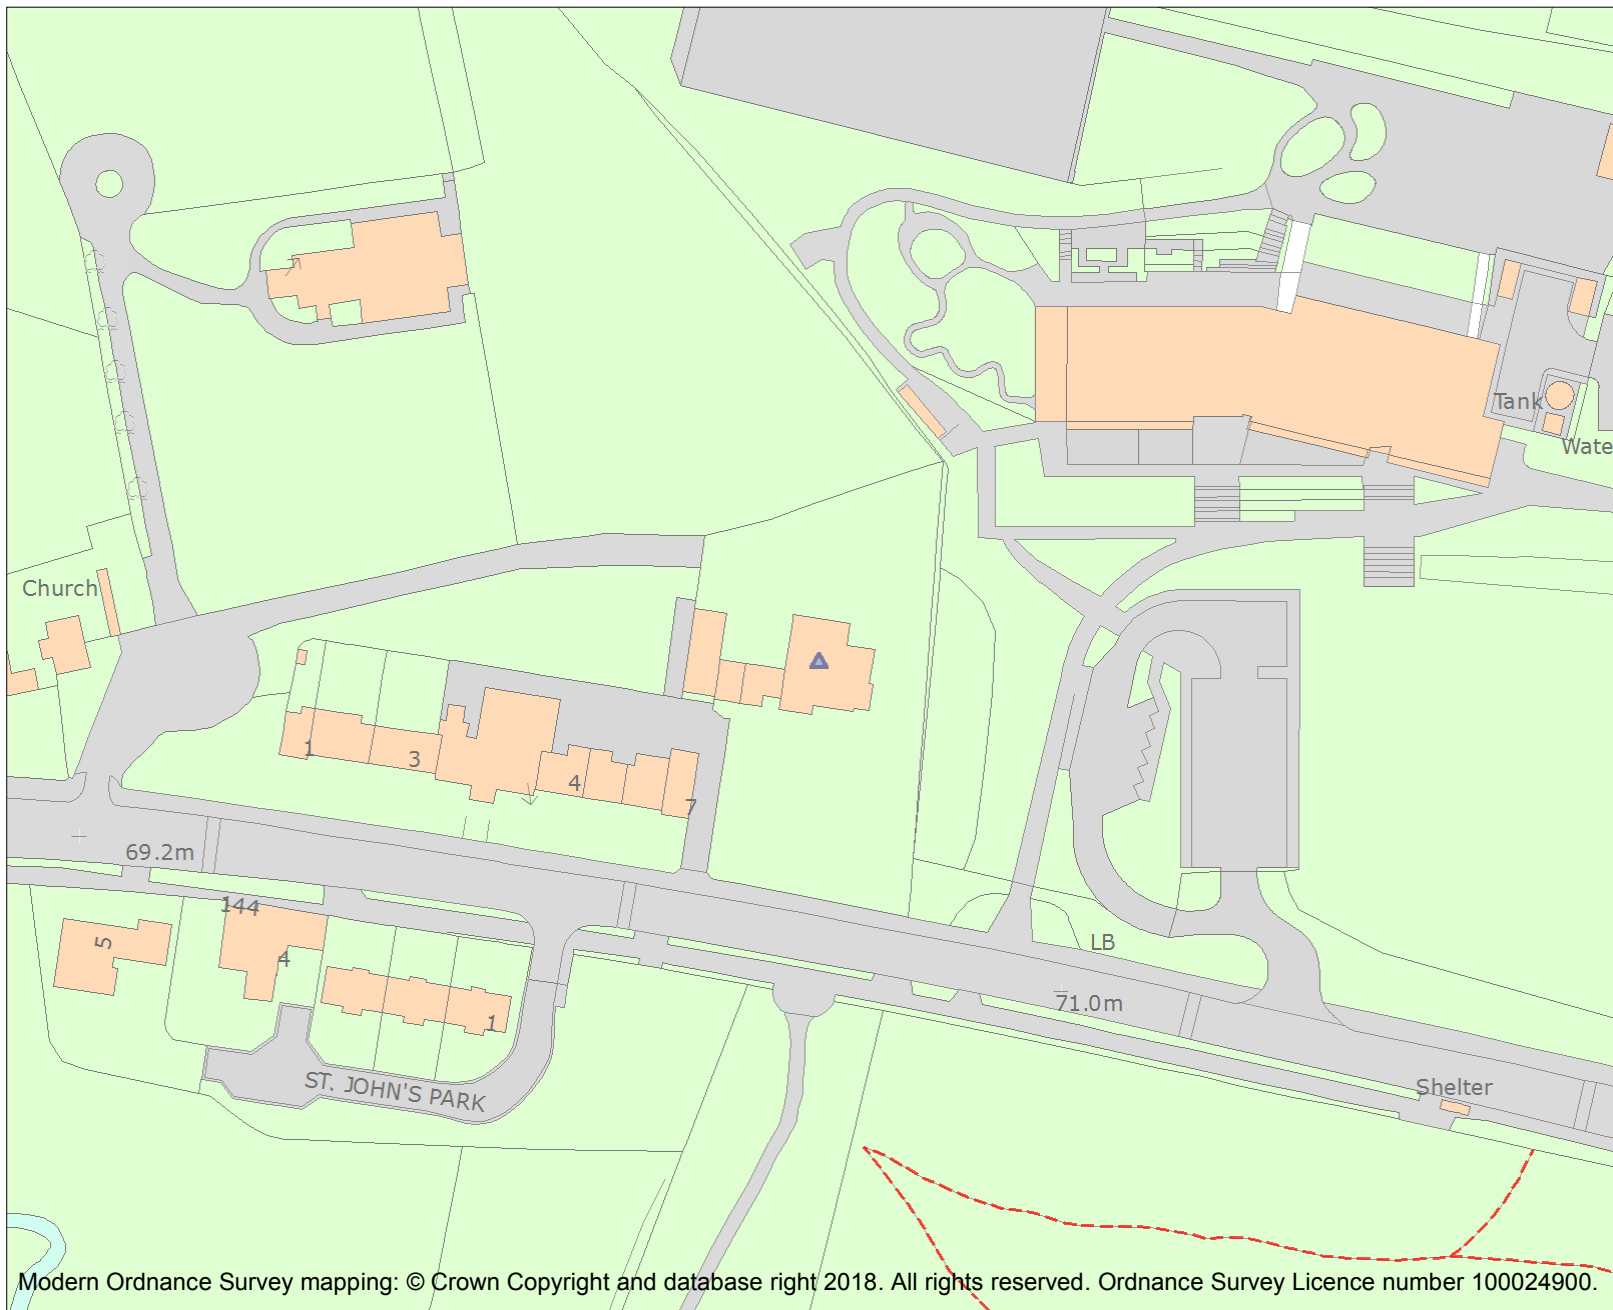 Tank
Wate
Church
1
3
4
7
69.2m
144
5
4
LB
71.0m
1
ST. JOHN'S PARK
Shelter
Modern Ordnance Survey mapping: © Crown Copyright and database right 2018. All rights reserved. Ordnance Survey Licence number 100024900.